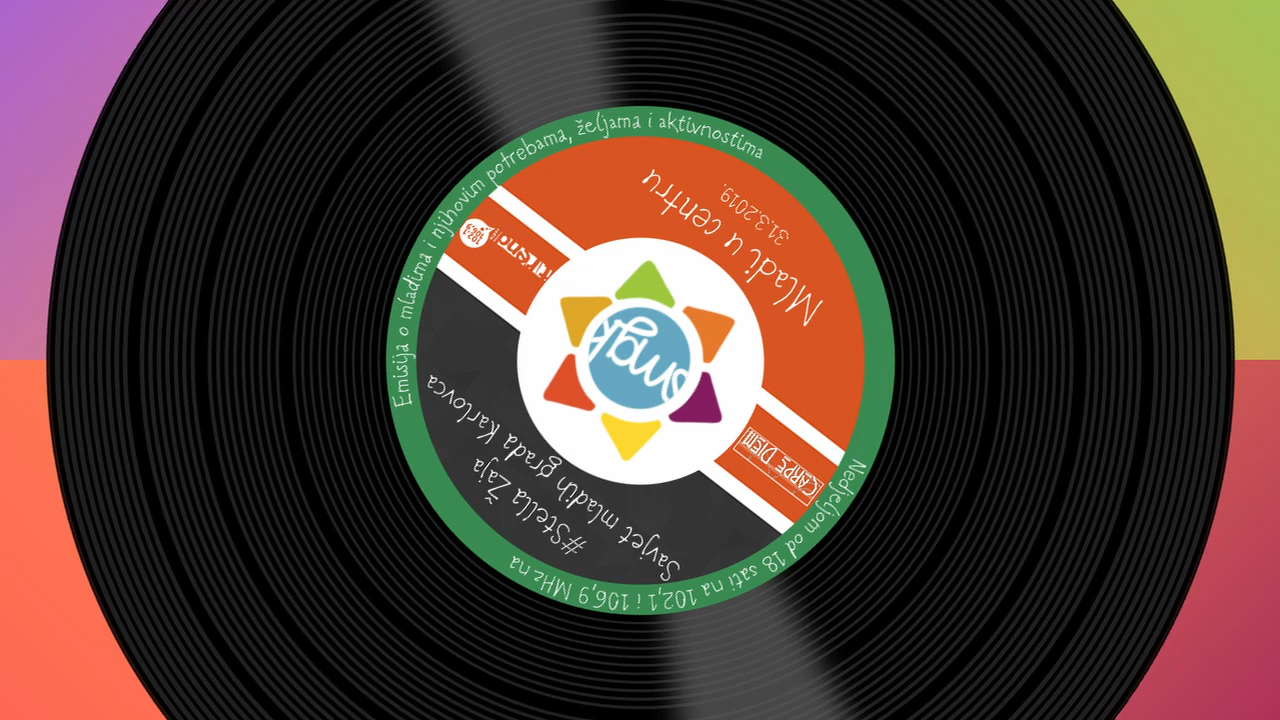 Emisija o mladima i njihovim potrebama, željama i aktivnostima
Mladi u centru
31.3.2019.
CARPE DIEM
smgk
Savjet mladih grada Karlovca
#Stella Žaja
Nedjeljom od 18 sati na 102,1 i 106,9 MHz na